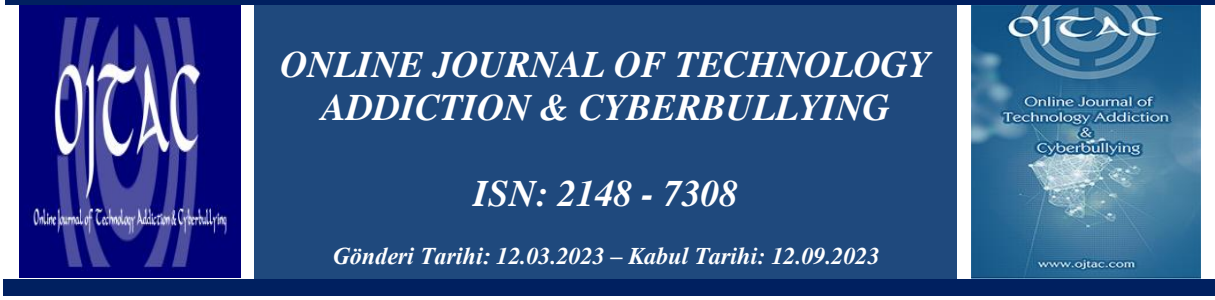 OJTAC
Online Journal of Technology Addiction & Cyberbullying
ONLINE JOURNAL OF TECHNOLOGY
ADDICTION & CYBERBULLYING
ISN: 2148 - 7308
Gönderi Tarihi: 12.03.2023 – Kabul Tarihi: 12.09.2023
OJTAC
Online Journal of
Technology Addiction
&
Cyberbullying
www.ojtac.com